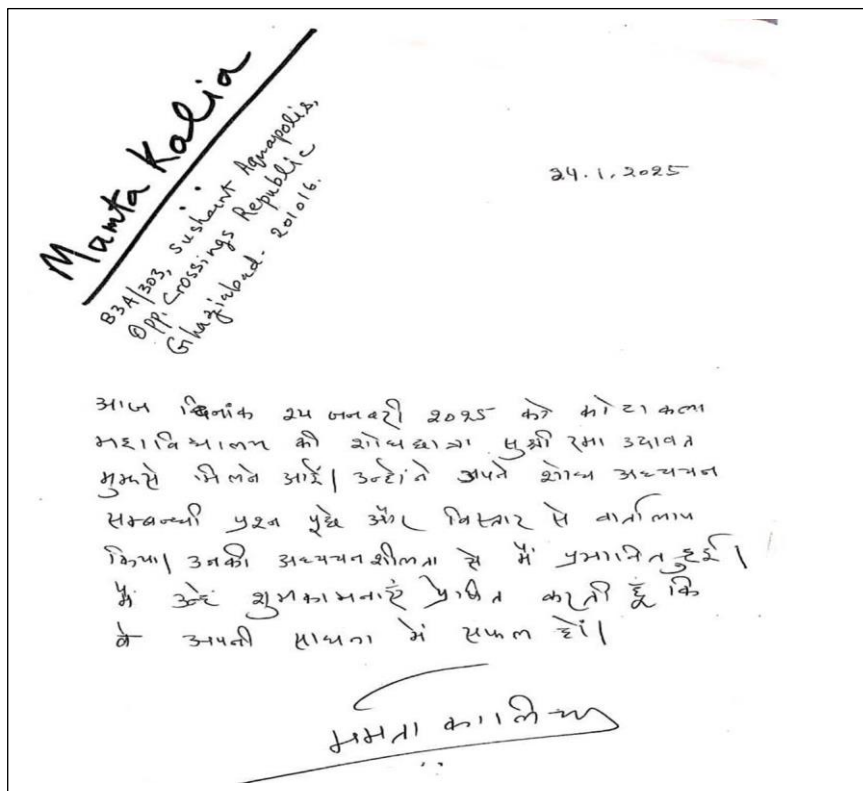 Mamta Kalia
B3A/303, Sushant Aquapolis,
Opp. Crossings Republic
Ghaziabad - 201016.
24.1.2025
आज दिनांक 24 जनवरी 2025 को कोटा कला
महाविद्यालय की शोधछात्रा सुश्री रमा उदावत
मुझसे मिलने आईं। उन्होंने अपने शोध अध्ययन
सम्बन्धी प्रश्न पूछे और विस्तार से वार्तालाप
किया। उनकी अध्ययनशीलता से मैं प्रभावित हुई।
मैं उन्हें शुभकामनाएं प्रेषित करती हूँ कि
वे अपनी साधना में सफल हों।
ममता कालिया